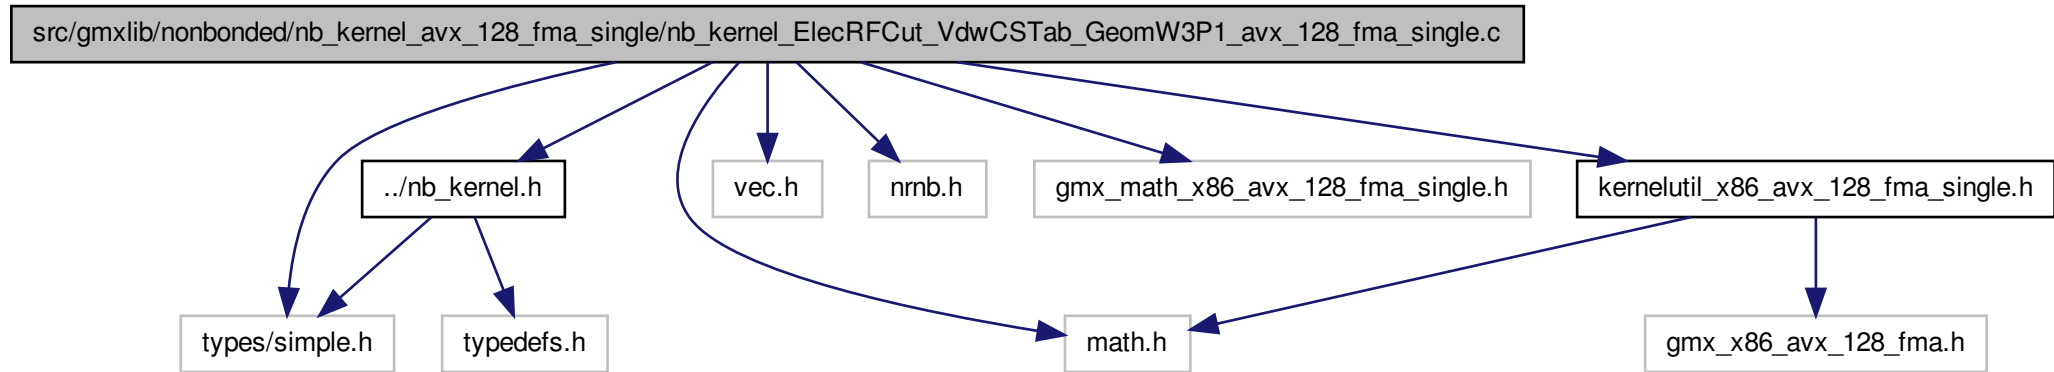 src/gmxlib/nonbonded/nb_kernel_avx_128_fma_single/nb_kernel_ElecRFCut_VdwCSTab_GeomW3P1_avx_128_fma_single.c
../nb_kernel.h
vec.h
nrnb.h
gmx_math_x86_avx_128_fma_single.h
kernelutil_x86_avx_128_fma_single.h
types/simple.h
typedefs.h
math.h
gmx_x86_avx_128_fma.h